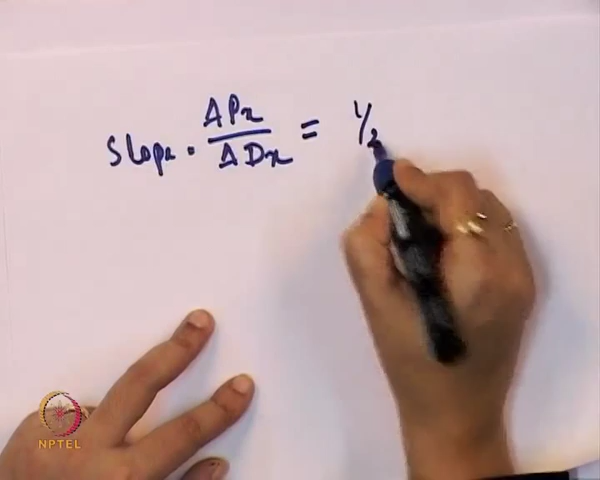 Slope = ΔPx / ΔDx = 1/2
NPTEL